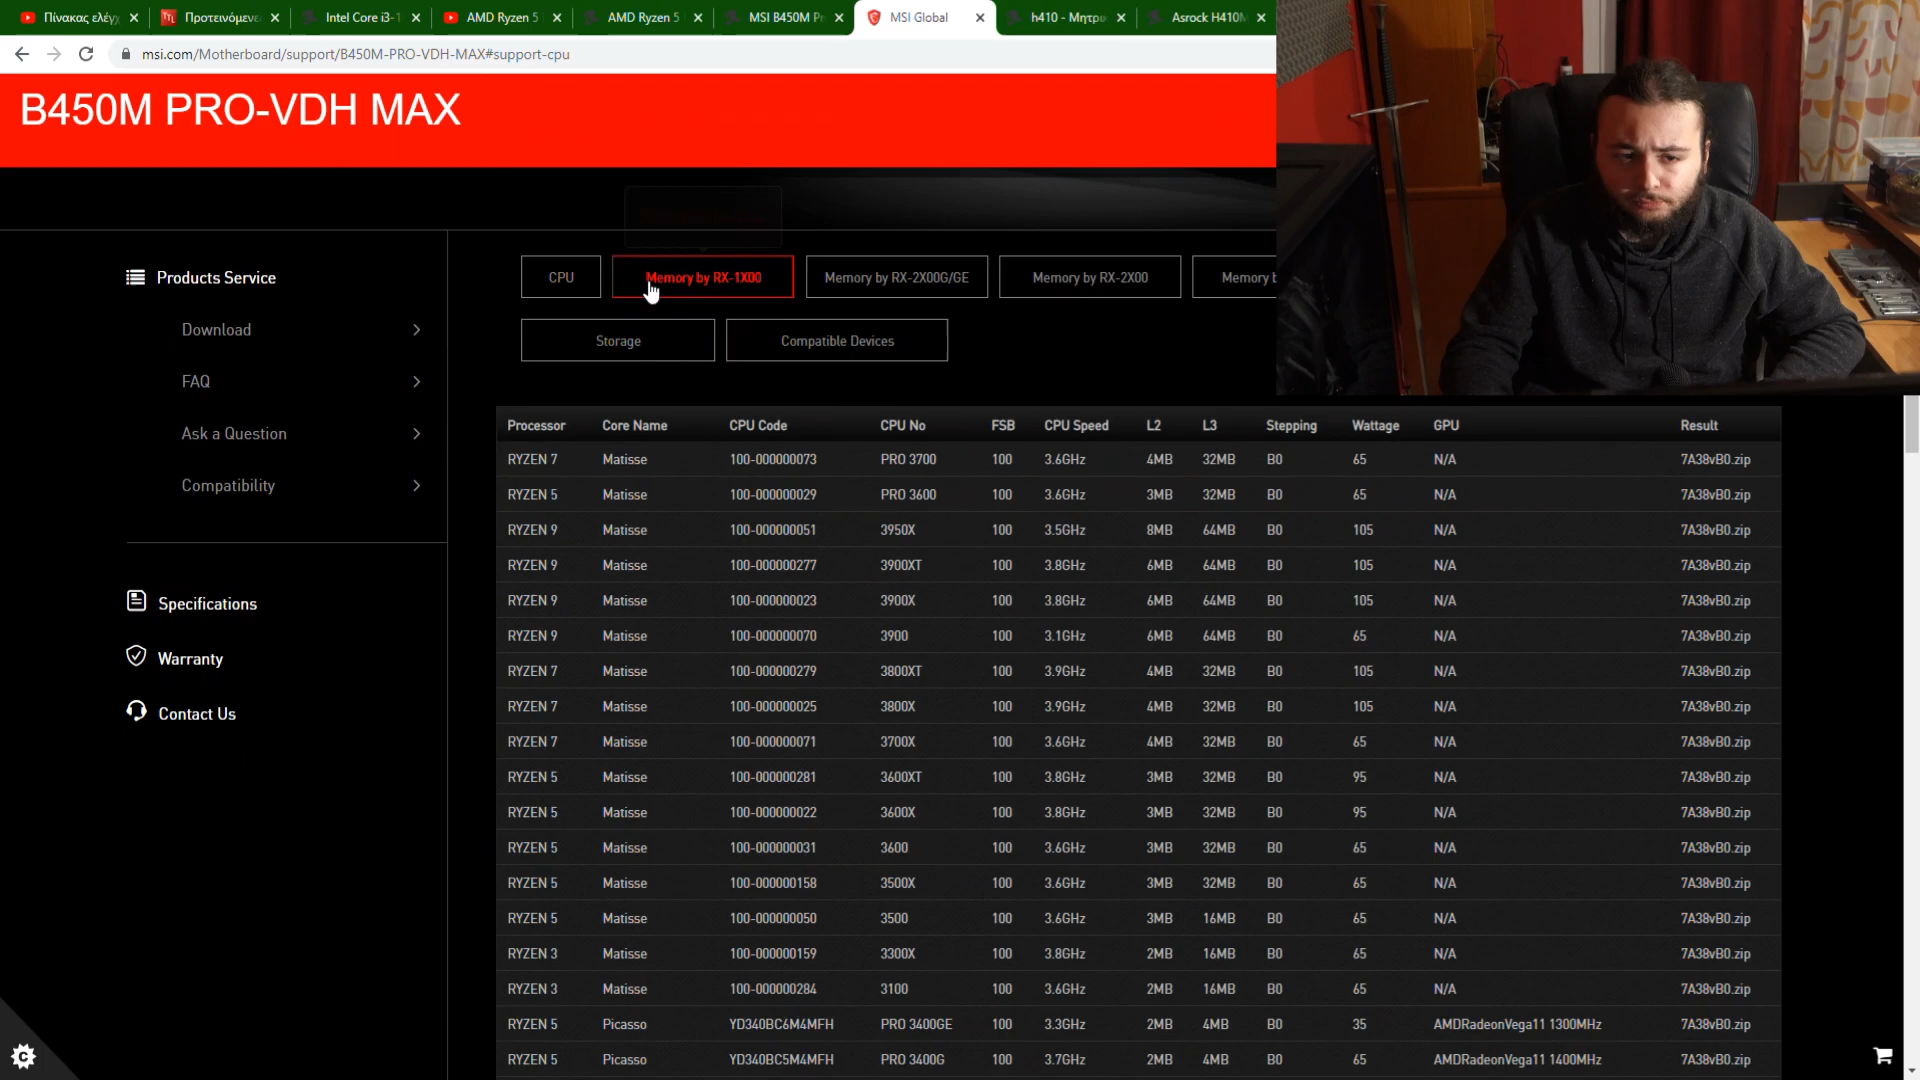 Πίνακας ελέγχ
Προτεινόμενε
Intel Core i3-1
AMD Ryzen 5
AMD Ryzen 5
MSI B450M Pr
MSI Global
h410 - Μητρι
Asrock H410M
msi.com/Motherboard/support/B450M-PRO-VDH-MAX#support-cpu
B450M PRO-VDH MAX
Products Service
Download
FAQ
Ask a Question
Compatibility
Specifications
Warranty
Contact Us
CPU
Memory by RX-1X00
Memory by RX-2X00G/GE
Memory by RX-2X00
Memory b
Storage
Compatible Devices
Processor Core Name CPU Code CPU No FSB CPU Speed L2 L3 Stepping Wattage GPU Result
RYZEN 7 Matisse 100-000000073 PRO 3700 100 3.6GHz 4MB 32MB B0 65 N/A 7A38vB0.zip
RYZEN 5 Matisse 100-000000029 PRO 3600 100 3.6GHz 3MB 32MB B0 65 N/A 7A38vB0.zip
RYZEN 9 Matisse 100-000000051 3950X 100 3.5GHz 8MB 64MB B0 105 N/A 7A38vB0.zip
RYZEN 9 Matisse 100-000000277 3900XT 100 3.8GHz 6MB 64MB B0 105 N/A 7A38vB0.zip
RYZEN 9 Matisse 100-000000023 3900X 100 3.8GHz 6MB 64MB B0 105 N/A 7A38vB0.zip
RYZEN 9 Matisse 100-000000070 3900 100 3.1GHz 6MB 64MB B0 65 N/A 7A38vB0.zip
RYZEN 7 Matisse 100-000000279 3800XT 100 3.9GHz 4MB 32MB B0 105 N/A 7A38vB0.zip
RYZEN 7 Matisse 100-000000025 3800X 100 3.9GHz 4MB 32MB B0 105 N/A 7A38vB0.zip
RYZEN 7 Matisse 100-000000071 3700X 100 3.6GHz 4MB 32MB B0 65 N/A 7A38vB0.zip
RYZEN 5 Matisse 100-000000281 3600XT 100 3.8GHz 3MB 32MB B0 95 N/A 7A38vB0.zip
RYZEN 5 Matisse 100-000000022 3600X 100 3.8GHz 3MB 32MB B0 95 N/A 7A38vB0.zip
RYZEN 5 Matisse 100-000000031 3600 100 3.6GHz 3MB 32MB B0 65 N/A 7A38vB0.zip
RYZEN 5 Matisse 100-000000158 3500X 100 3.6GHz 3MB 32MB B0 65 N/A 7A38vB0.zip
RYZEN 5 Matisse 100-000000050 3500 100 3.6GHz 3MB 16MB B0 65 N/A 7A38vB0.zip
RYZEN 3 Matisse 100-000000159 3300X 100 3.8GHz 2MB 16MB B0 65 N/A 7A38vB0.zip
RYZEN 3 Matisse 100-000000284 3100 100 3.6GHz 2MB 16MB B0 65 N/A 7A38vB0.zip
RYZEN 5 Picasso YD340BC6M4MFH PRO 3400GE 100 3.3GHz 2MB 4MB B0 35 AMDRadeonVega11 1300MHz 7A38vB0.zip
RYZEN 5 Picasso YD340BC5M4MFH PRO 3400G 100 3.7GHz 2MB 4MB B0 65 AMDRadeonVega11 1400MHz 7A38vB0.zip